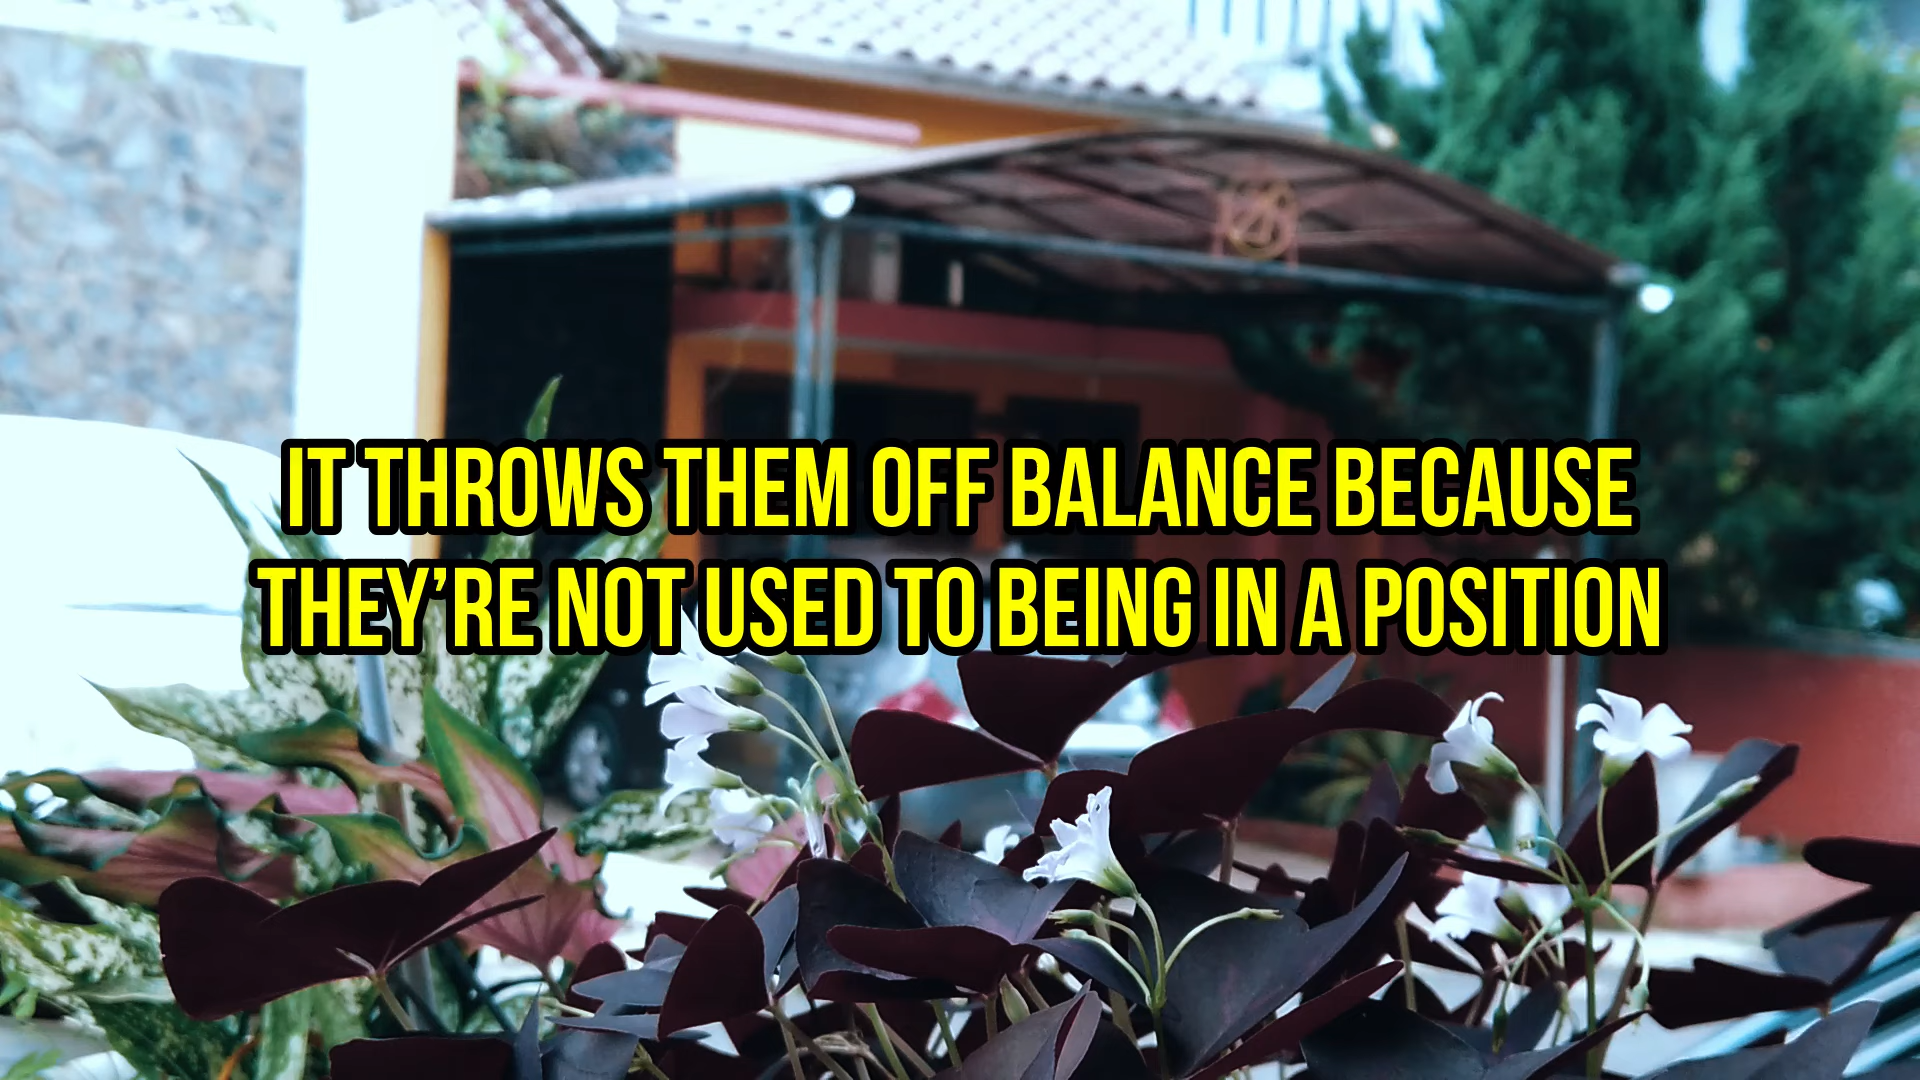 IT THROWS THEM OFF BALANCE BECAUSE
THEY’RE NOT USED TO BEING IN A POSITION